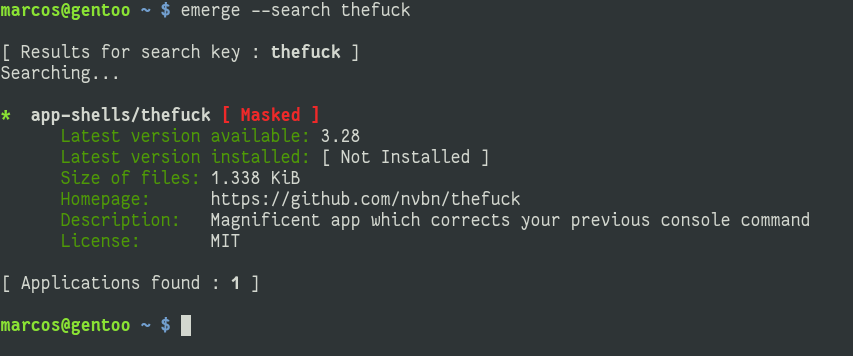 marcos@gentoo ~ $ emerge --search thefuck
[ Results for search key : thefuck ]
Searching...
* app-shells/thefuck [ Masked ]
Latest version available: 3.28
Latest version installed: [ Not Installed ]
Size of files: 1.338 KiB
Homepage: https://github.com/nvbn/thefuck
Description: Magnificent app which corrects your previous console command
License: MIT
[ Applications found : 1 ]
marcos@gentoo ~ $